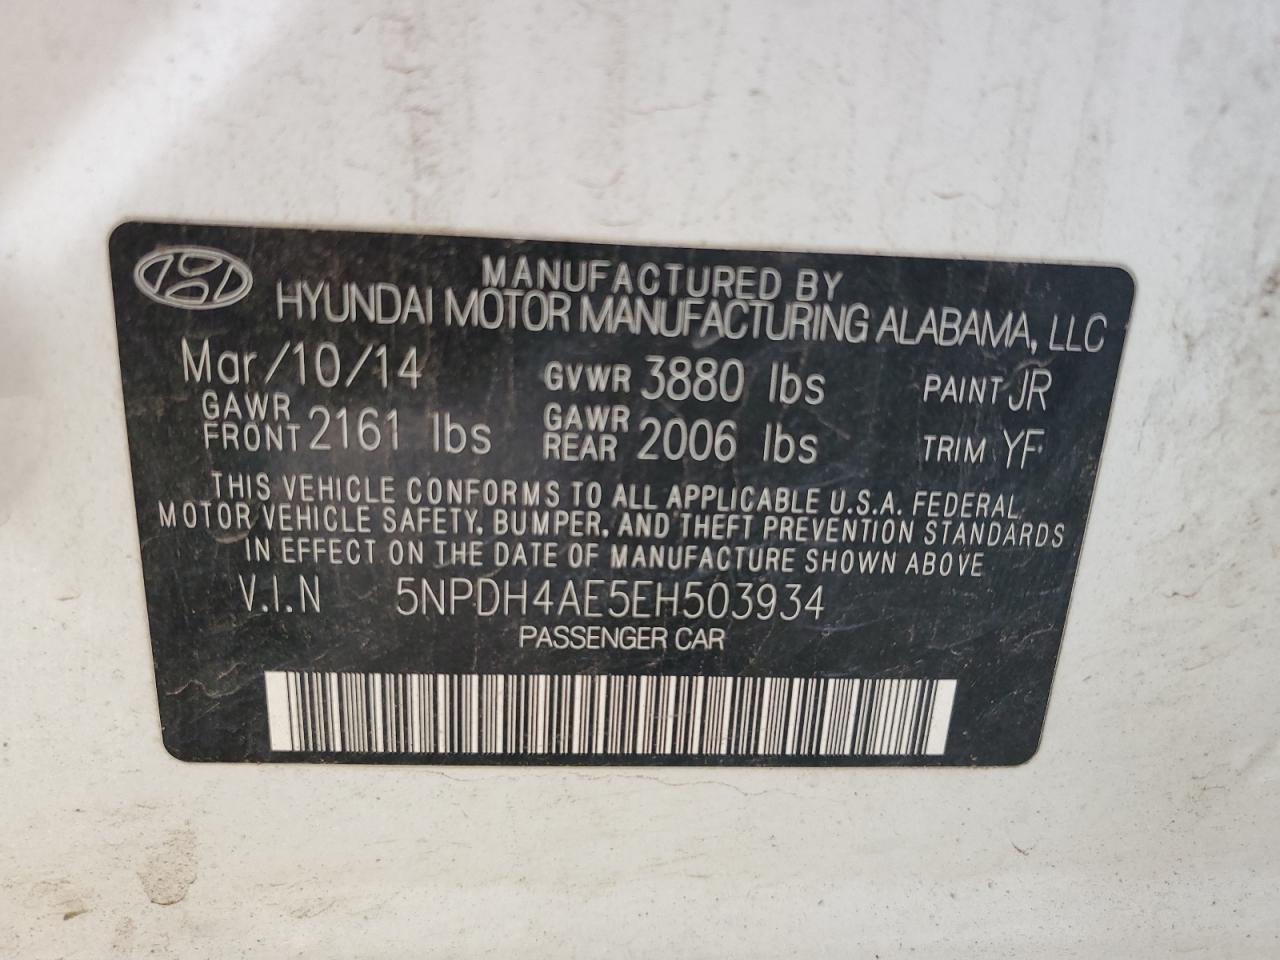 MANUFACTURED BY
HYUNDAI MOTOR MANUFACTURING ALABAMA, LLC
Mar/10/14 GVWR 3880 lbs PAINT JR
GAWR FRONT 2161 lbs GAWR REAR 2006 lbs TRIM YF
THIS VEHICLE CONFORMS TO ALL APPLICABLE U.S.A. FEDERAL
MOTOR VEHICLE SAFETY, BUMPER, AND THEFT PREVENTION STANDARDS
IN EFFECT ON THE DATE OF MANUFACTURE SHOWN ABOVE
V.I.N 5NPDH4AE5EH503934
PASSENGER CAR